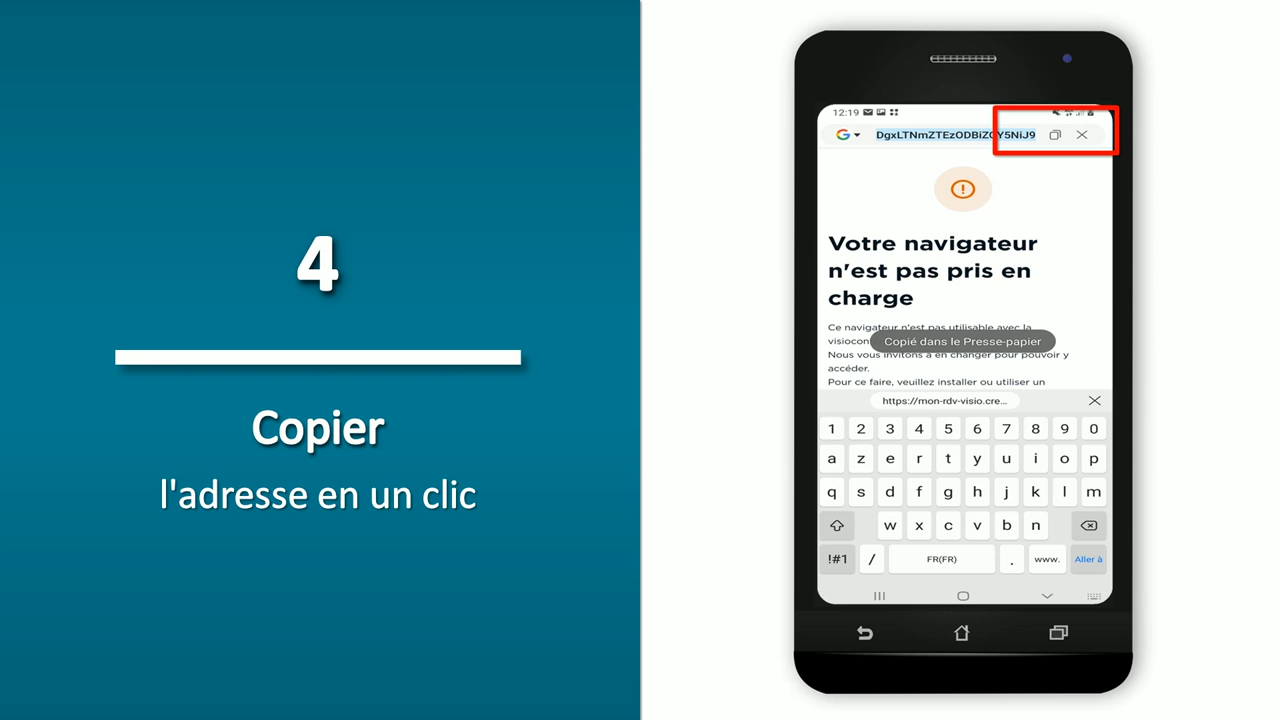 4
Copier
l'adresse en un clic
12:19
DgxLTNmZTEzODBiZGY5NiJ9
Votre navigateur
n'est pas pris en
charge
Ce navigateur n'est pas utilisable avec la
visiocon
Copié dans le Presse-papier
Nous vous invitons à en changer pour pouvoir y
accéder.
Pour ce faire, veuillez installer ou utiliser un
https://mon-rdv-visio.cre...
1 2 3 4 5 6 7 8 9 0
a z e r t y u i o p
q s d f g h j k l m
w x c v b n
!#1 / FR(FR) . www. Aller à